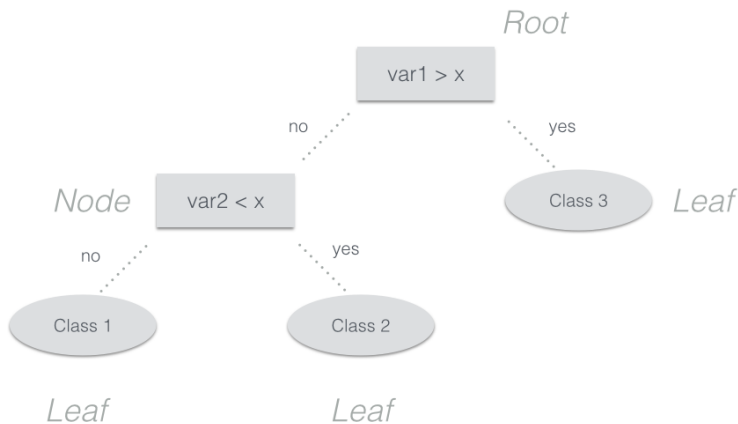 Root
var1 > x
no
yes
Node
var2 < x
Class 3
Leaf
no
yes
Class 1
Class 2
Leaf
Leaf